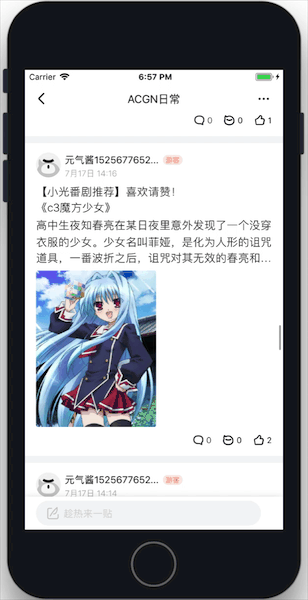 Carrier 6:57 PM
ACGN日常
0 0 1
元气酱1525677652... 游客
7月17日 14:16
【小光番剧推荐】喜欢请赞！
《c3魔方少女》
高中生夜知春亮在某日夜里意外发现了一个没穿
衣服的少女。少女名叫菲娅，是化为人形的诅咒
道具，一番波折之后，诅咒对其无效的春亮和...
0 0 2
元气酱1525677652... 游客
7月17日 14:14
趁热来一贴